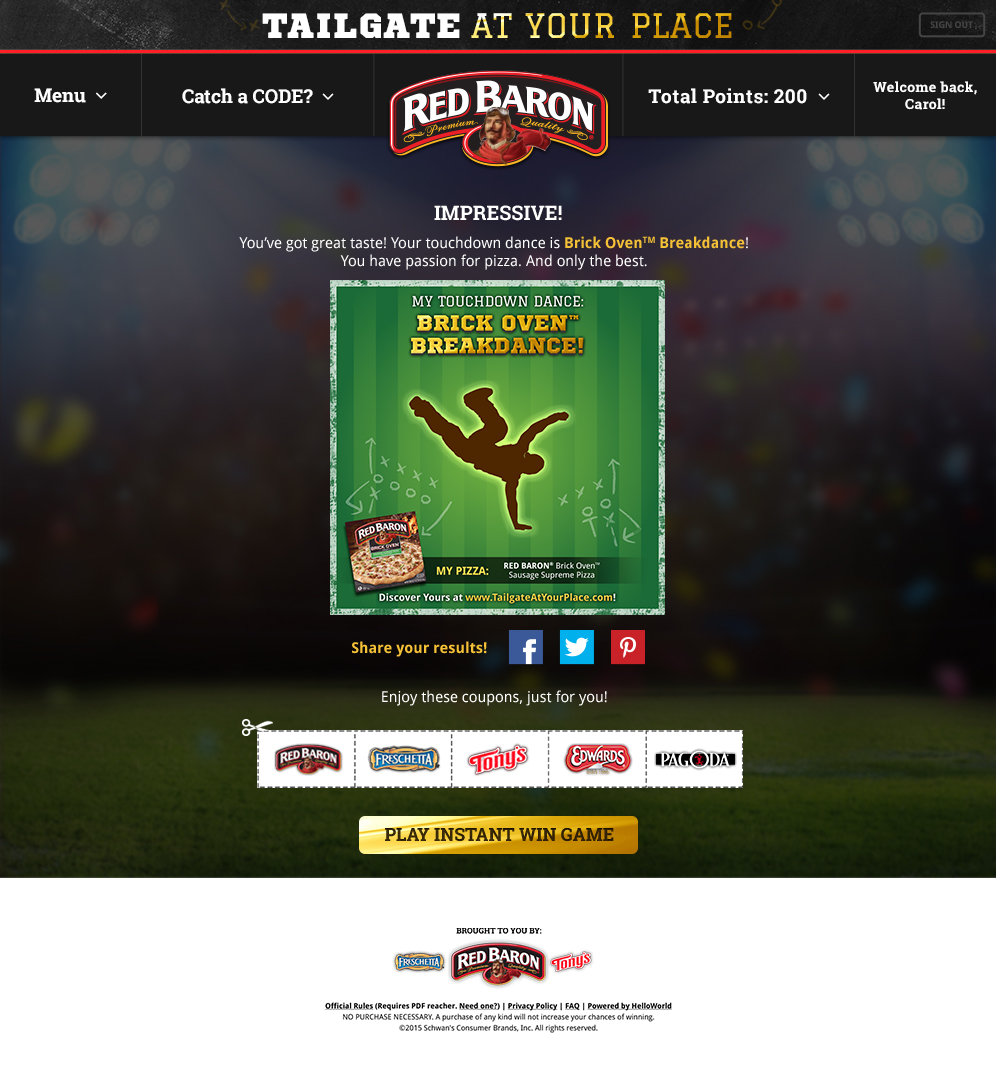 TAILGATE AT YOUR PLACE
SIGN OUT
Menu
Catch a CODE?
RED BARON
Premium Quality
Total Points: 200
Welcome back,
Carol!
IMPRESSIVE!
You've got great taste! Your touchdown dance is Brick Oven™ Breakdance!
You have passion for pizza. And only the best.
MY TOUCHDOWN DANCE:
BRICK OVEN™
BREAKDANCE!
RED BARON
BRICK OVEN
MY PIZZA:
RED BARON® Brick Oven™
Sausage Supreme Pizza
Discover Yours at www.TailgateAtYourPlace.com!
Share your results!
Enjoy these coupons, just for you!
RED BARON
FRESCHETTA
Tony's
EDWARDS
PAGODA
PLAY INSTANT WIN GAME
BROUGHT TO YOU BY:
FRESCHETTA
RED BARON
Premium Quality
Tony's
Official Rules (Requires PDF reacher. Need one?) | Privacy Policy | FAQ | Powered by HelloWorld
NO PURCHASE NECESSARY. A purchase of any kind will not increase your chances of winning.
©2015 Schwan's Consumer Brands, Inc. All rights reserved.